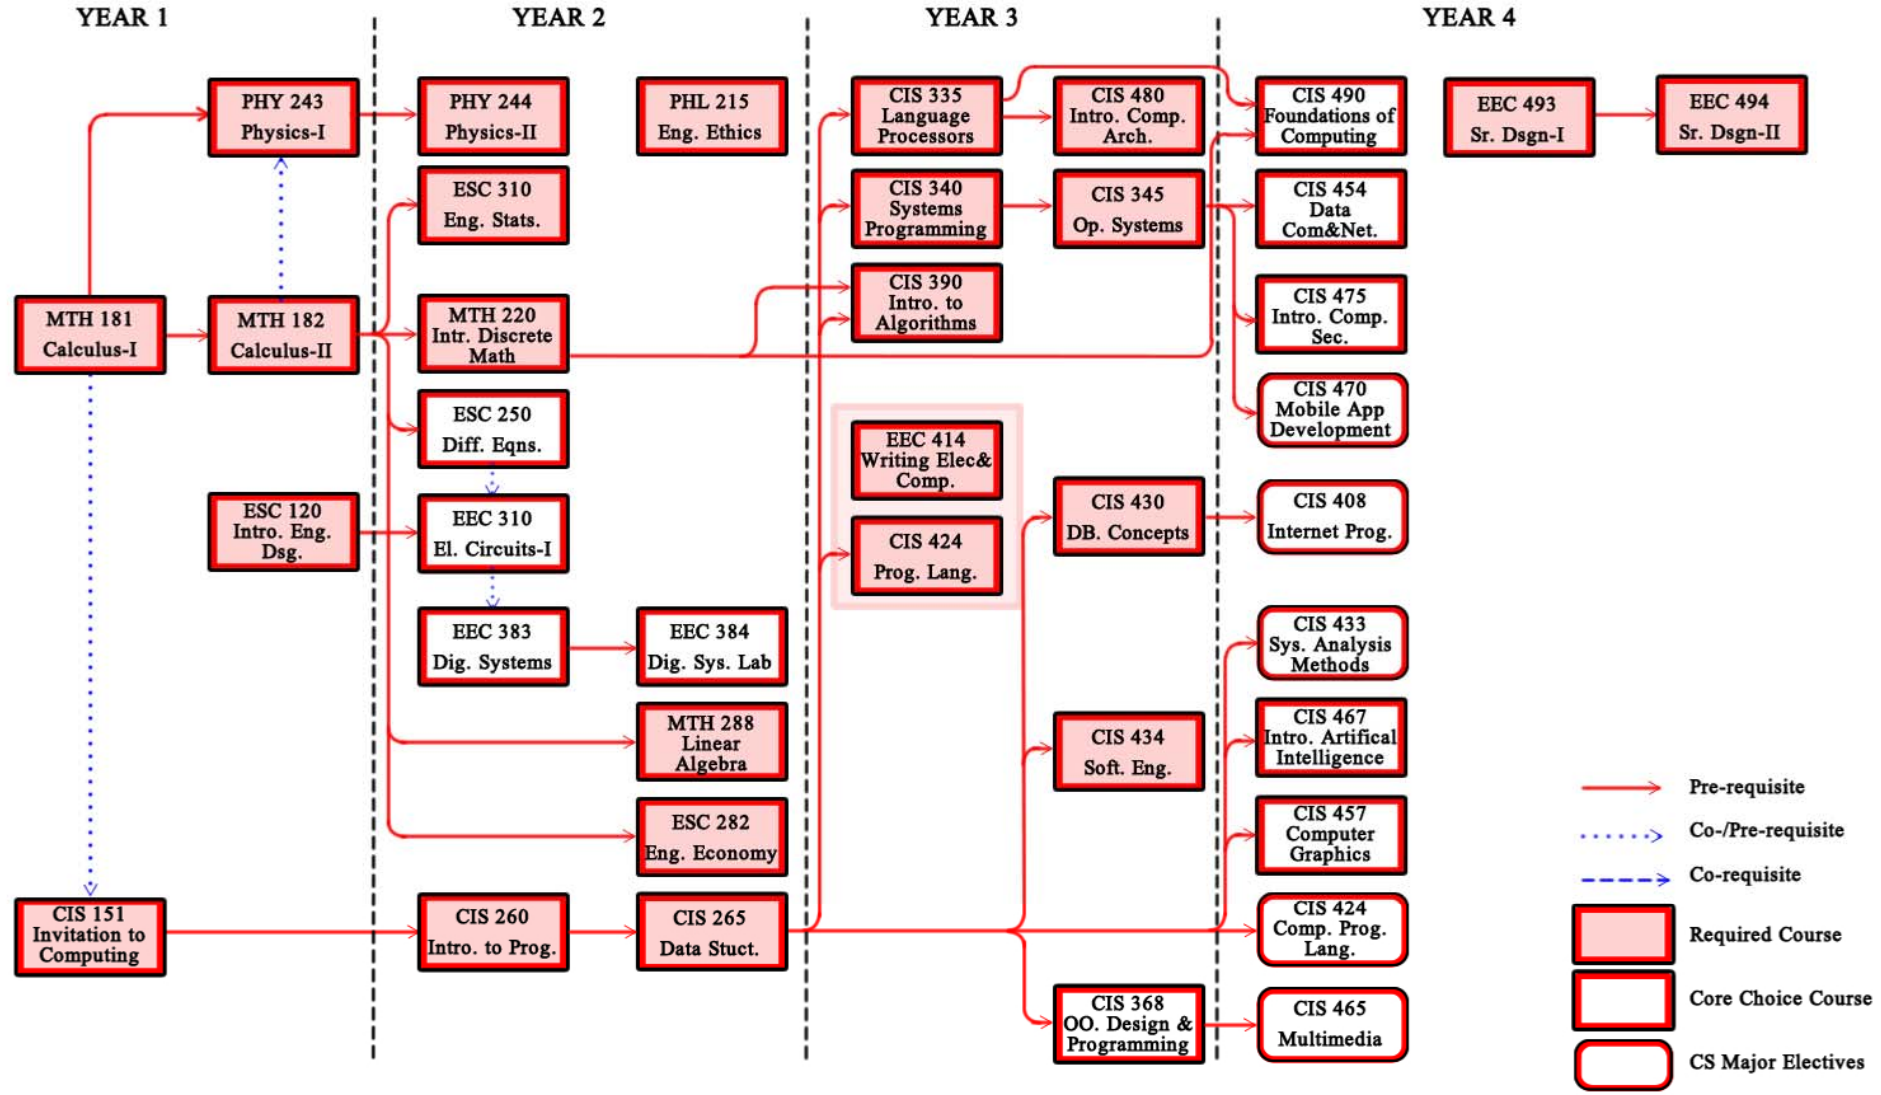 YEAR 1
YEAR 2
YEAR 3
YEAR 4
PHY 243
Physics-I
MTH 181
Calculus-I
MTH 182
Calculus-II
ESC 120
Intro. Eng.
Dsg.
CIS 151
Invitation to
Computing
PHY 244
Physics-II
PHL 215
Eng. Ethics
ESC 310
Eng. Stats.
MTH 220
Intr. Discrete
Math
ESC 250
Diff. Eqns.
EEC 310
El. Circuits-I
EEC 383
Dig. Systems
EEC 384
Dig. Sys. Lab
MTH 288
Linear
Algebra
ESC 282
Eng. Economy
CIS 260
Intro. to Prog.
CIS 265
Data Stuct.
CIS 335
Language
Processors
CIS 480
Intro. Comp.
Arch.
CIS 340
Systems
Programming
CIS 345
Op. Systems
CIS 390
Intro. to
Algorithms
EEC 414
Writing Elec&
Comp.
CIS 424
Prog. Lang.
CIS 430
DB. Concepts
CIS 434
Soft. Eng.
CIS 368
OO. Design &
Programming
CIS 490
Foundations of
Computing
EEC 493
Sr. Dsgn-I
EEC 494
Sr. Dsgn-II
CIS 454
Data
Com&Net.
CIS 475
Intro. Comp.
Sec.
CIS 470
Mobile App
Development
CIS 408
Internet Prog.
CIS 433
Sys. Analysis
Methods
CIS 467
Intro. Artifical
Intelligence
CIS 457
Computer
Graphics
CIS 424
Comp. Prog.
Lang.
CIS 465
Multimedia
Pre-requisite
Co-/Pre-requisite
Co-requisite
Required Course
Core Choice Course
CS Major Electives